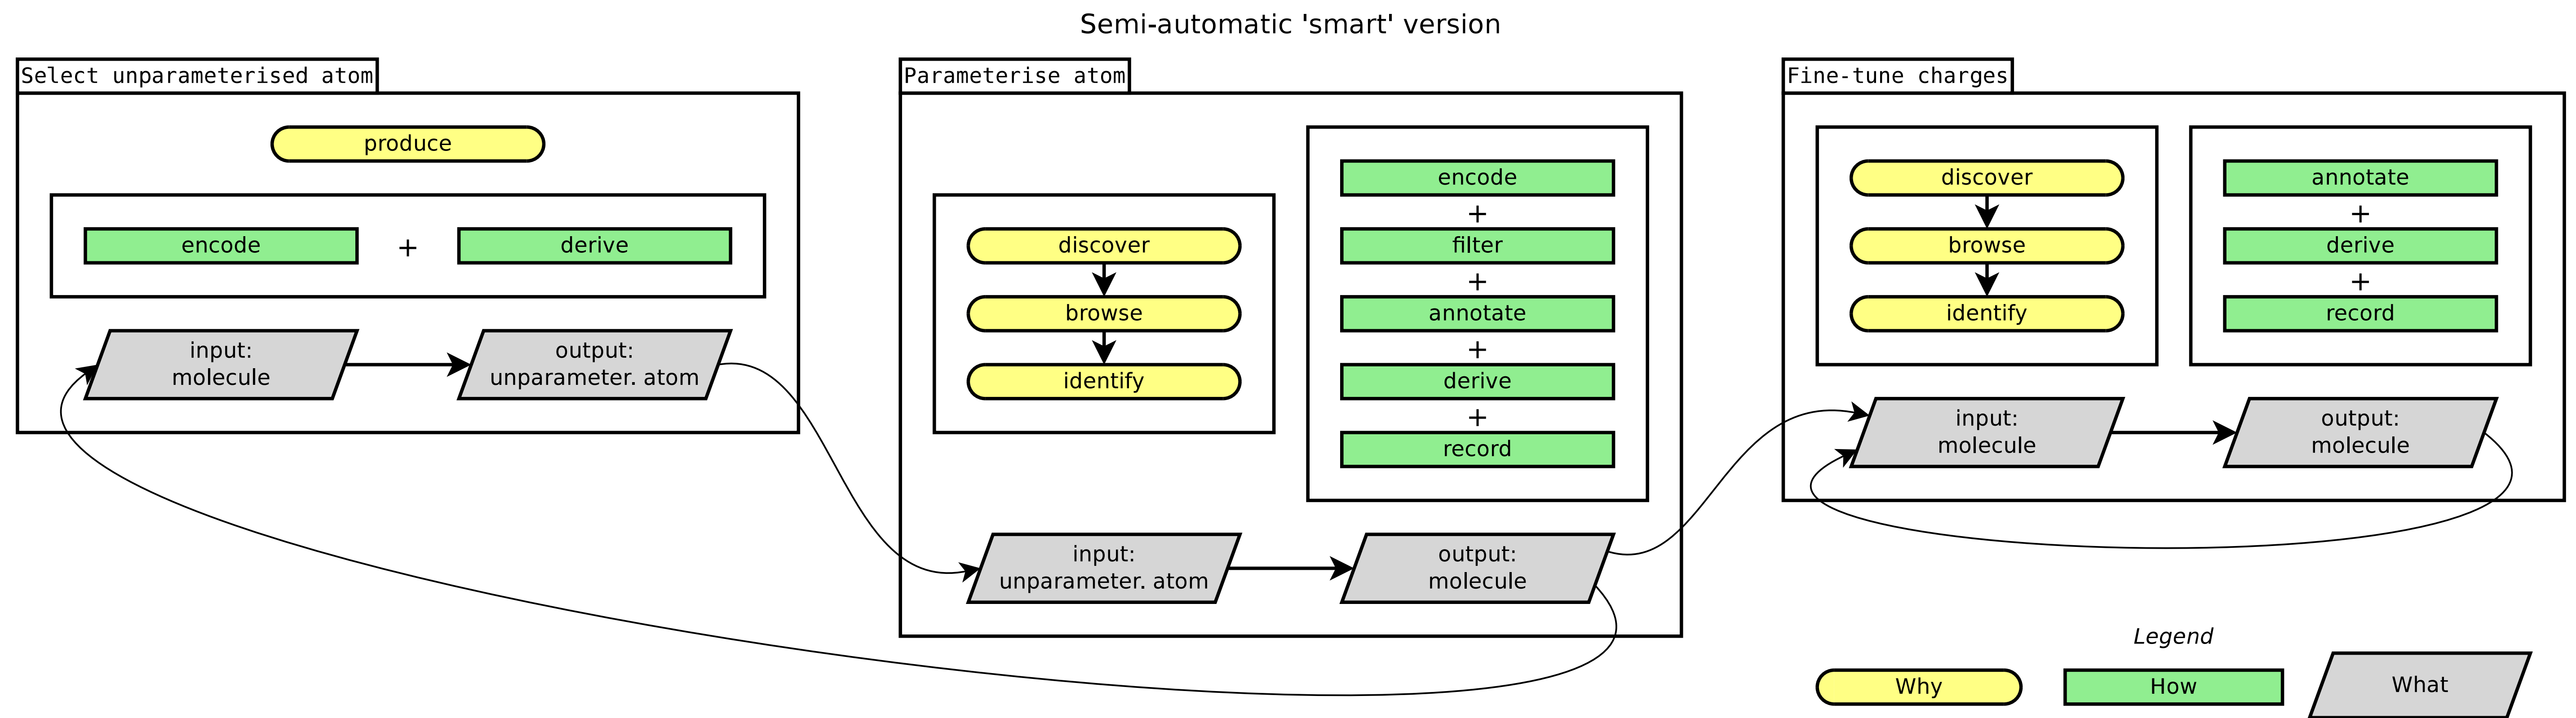 Semi-automatic 'smart' version
Select unparameterised atom
produce
encode
+
derive
input:
molecule
output:
unparameter. atom
Parameterise atom
discover
browse
identify
encode
+
filter
+
annotate
+
derive
+
record
input:
unparameter. atom
output:
molecule
Fine-tune charges
discover
browse
identify
annotate
+
derive
+
record
input:
molecule
output:
molecule
Legend
Why
How
What